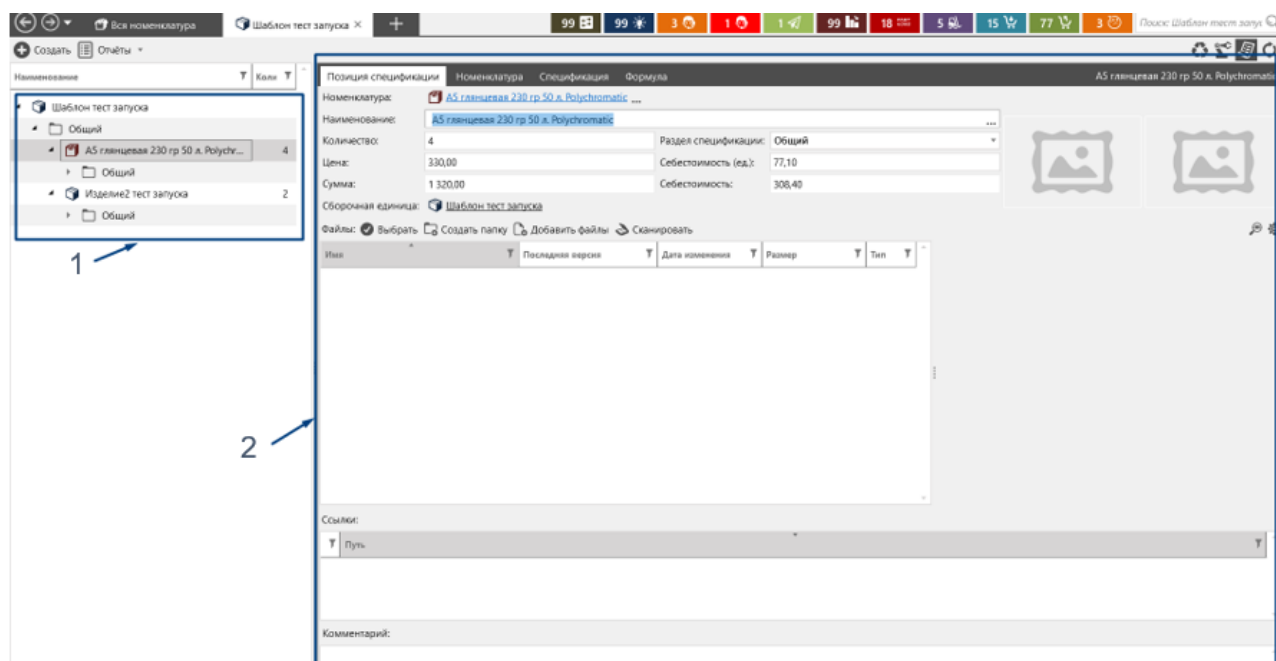 Вся номенклатура Шаблон тест запуска × + 99 99 3 1 1 99 18 5 15 77 3 Поиск: Шаблон тест запу
Создать Отчёты
Наименование Коли
Позиция спецификации Номенклатура Спецификация Формула А5 глянцевая 230 гр 50 л. Polychromatic
Номенклатура: А5 глянцевая 230 гр 50 л. Polychromatic ...
Шаблон тест запуска
Наименование: А5 глянцевая 230 гр 50 л. Polychromatic ...
Общий
Количество: 4 Раздел спецификации: Общий
А5 глянцевая 230 гр 50 л. Polychr... 4
Цена: 330,00 Себестоимость (ед.): 77,10
Общий
Сумма: 1 320,00 Себестоимость: 308,40
Изделие2 тест запуска 2
Сборочная единица: Шаблон тест запуска
Общий
Файлы: Выбрать Создать папку Добавить файлы Сканировать
Имя Последняя версия Дата изменения Размер Тип
1
2
Ссылки:
Путь
Комментарий: